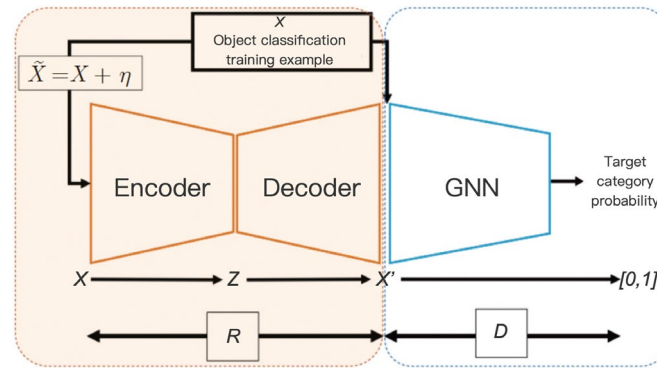 X
Object classification
training example
X̃ = X + η
Encoder
Decoder
GNN
Target
category
probability
X
Z
X'
[0,1]
R
D